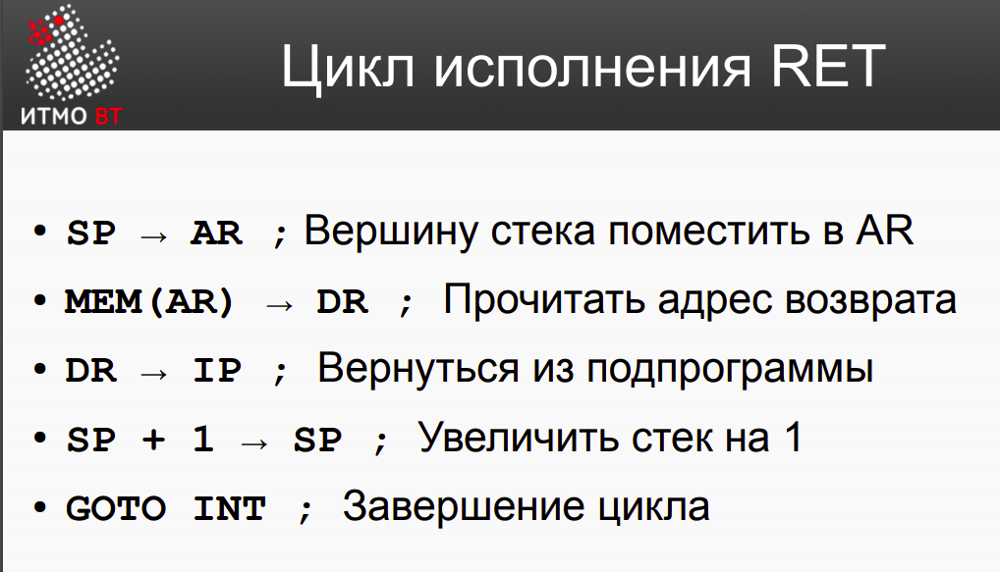 ИТМО ВТ
Цикл исполнения RET
• SP → AR ; Вершину стека поместить в AR
• MEM(AR) → DR ; Прочитать адрес возврата
• DR → IP ; Вернуться из подпрограммы
• SP + 1 → SP ; Увеличить стек на 1
• GOTO INT ; Завершение цикла